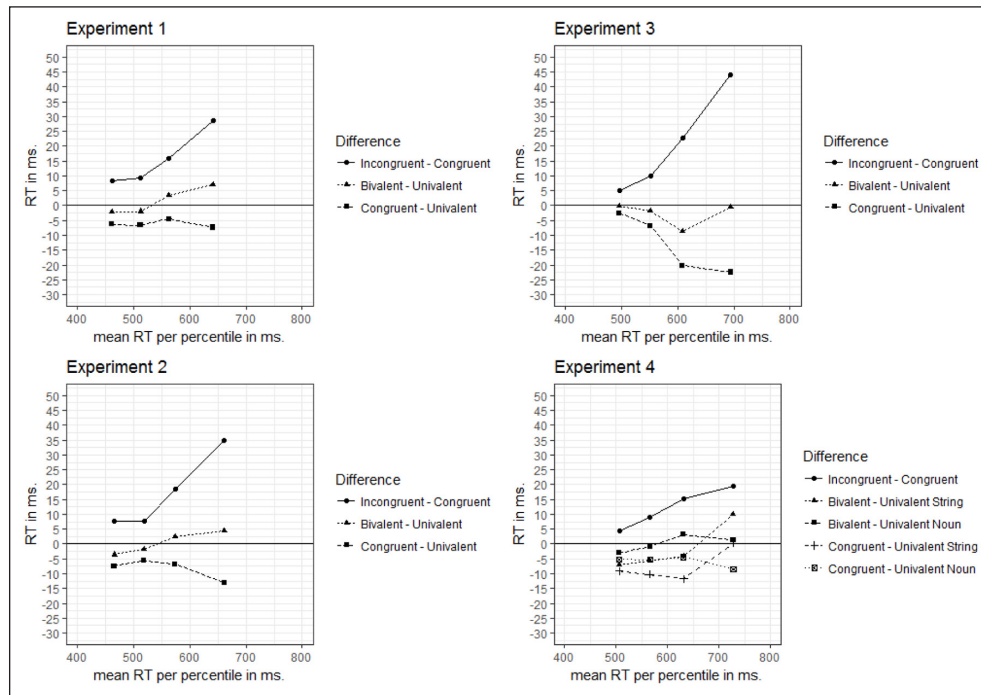 Experiment 1
RT in ms.
50
45
40
35
30
25
20
15
10
5
0
-5
-10
-15
-20
-25
-30
400 500 600 700 800
mean RT per percentile in ms.
Difference
Incongruent - Congruent
Bivalent - Univalent
Congruent - Univalent
Experiment 3
RT in ms.
50
45
40
35
30
25
20
15
10
5
0
-5
-10
-15
-20
-25
-30
400 500 600 700 800
mean RT per percentile in ms.
Difference
Incongruent - Congruent
Bivalent - Univalent
Congruent - Univalent
Experiment 2
RT in ms.
50
45
40
35
30
25
20
15
10
5
0
-5
-10
-15
-20
-25
-30
400 500 600 700 800
mean RT per percentile in ms.
Difference
Incongruent - Congruent
Bivalent - Univalent
Congruent - Univalent
Experiment 4
RT in ms.
50
45
40
35
30
25
20
15
10
5
0
-5
-10
-15
-20
-25
-30
400 500 600 700 800
mean RT per percentile in ms.
Difference
Incongruent - Congruent
Bivalent - Univalent String
Bivalent - Univalent Noun
Congruent - Univalent String
Congruent - Univalent Noun